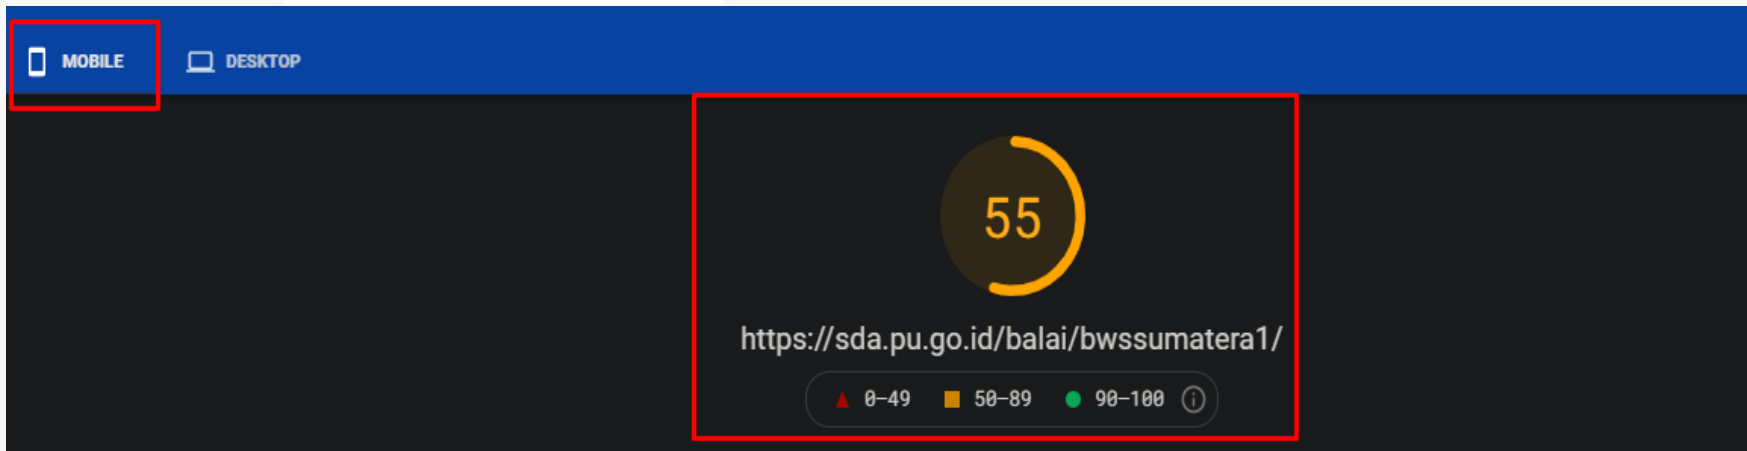 MOBILE DESKTOP
55
https://sda.pu.go.id/balai/bwssumatera1/
0–49 50–89 90–100